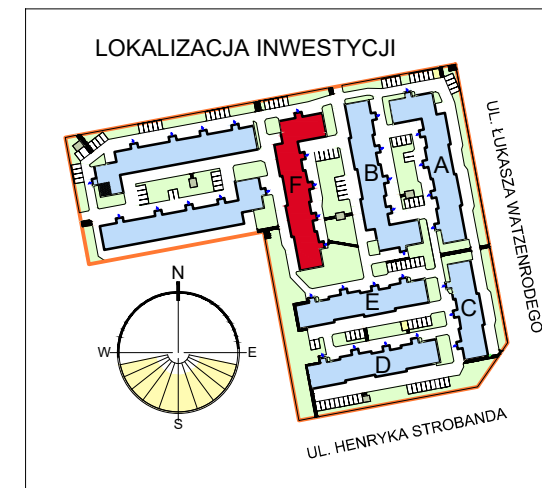 LOKALIZACJA INWESTYCJI
UL. ŁUKASZA WATZENRODEGO
A
B
F
E
C
D
N
W
E
S
UL. HENRYKA STROBANDA